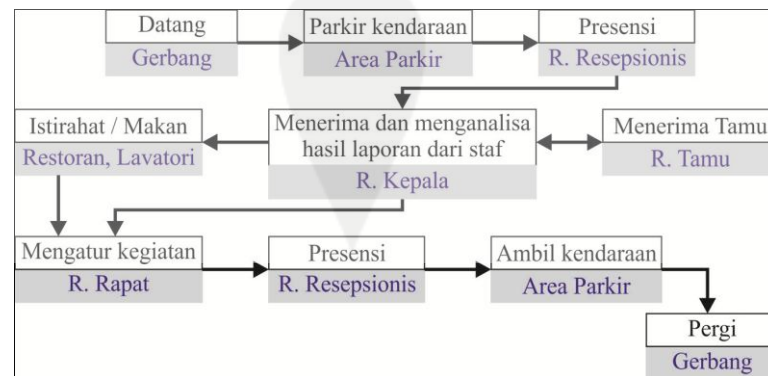 Datang
Gerbang
Parkir kendaraan
Area Parkir
Presensi
R. Resepsionis
Istirahat / Makan
Restoran, Lavatori
Menerima dan menganalisa
hasil laporan dari staf
R. Kepala
Menerima Tamu
R. Tamu
Mengatur kegiatan
R. Rapat
Presensi
R. Resepsionis
Ambil kendaraan
Area Parkir
Pergi
Gerbang